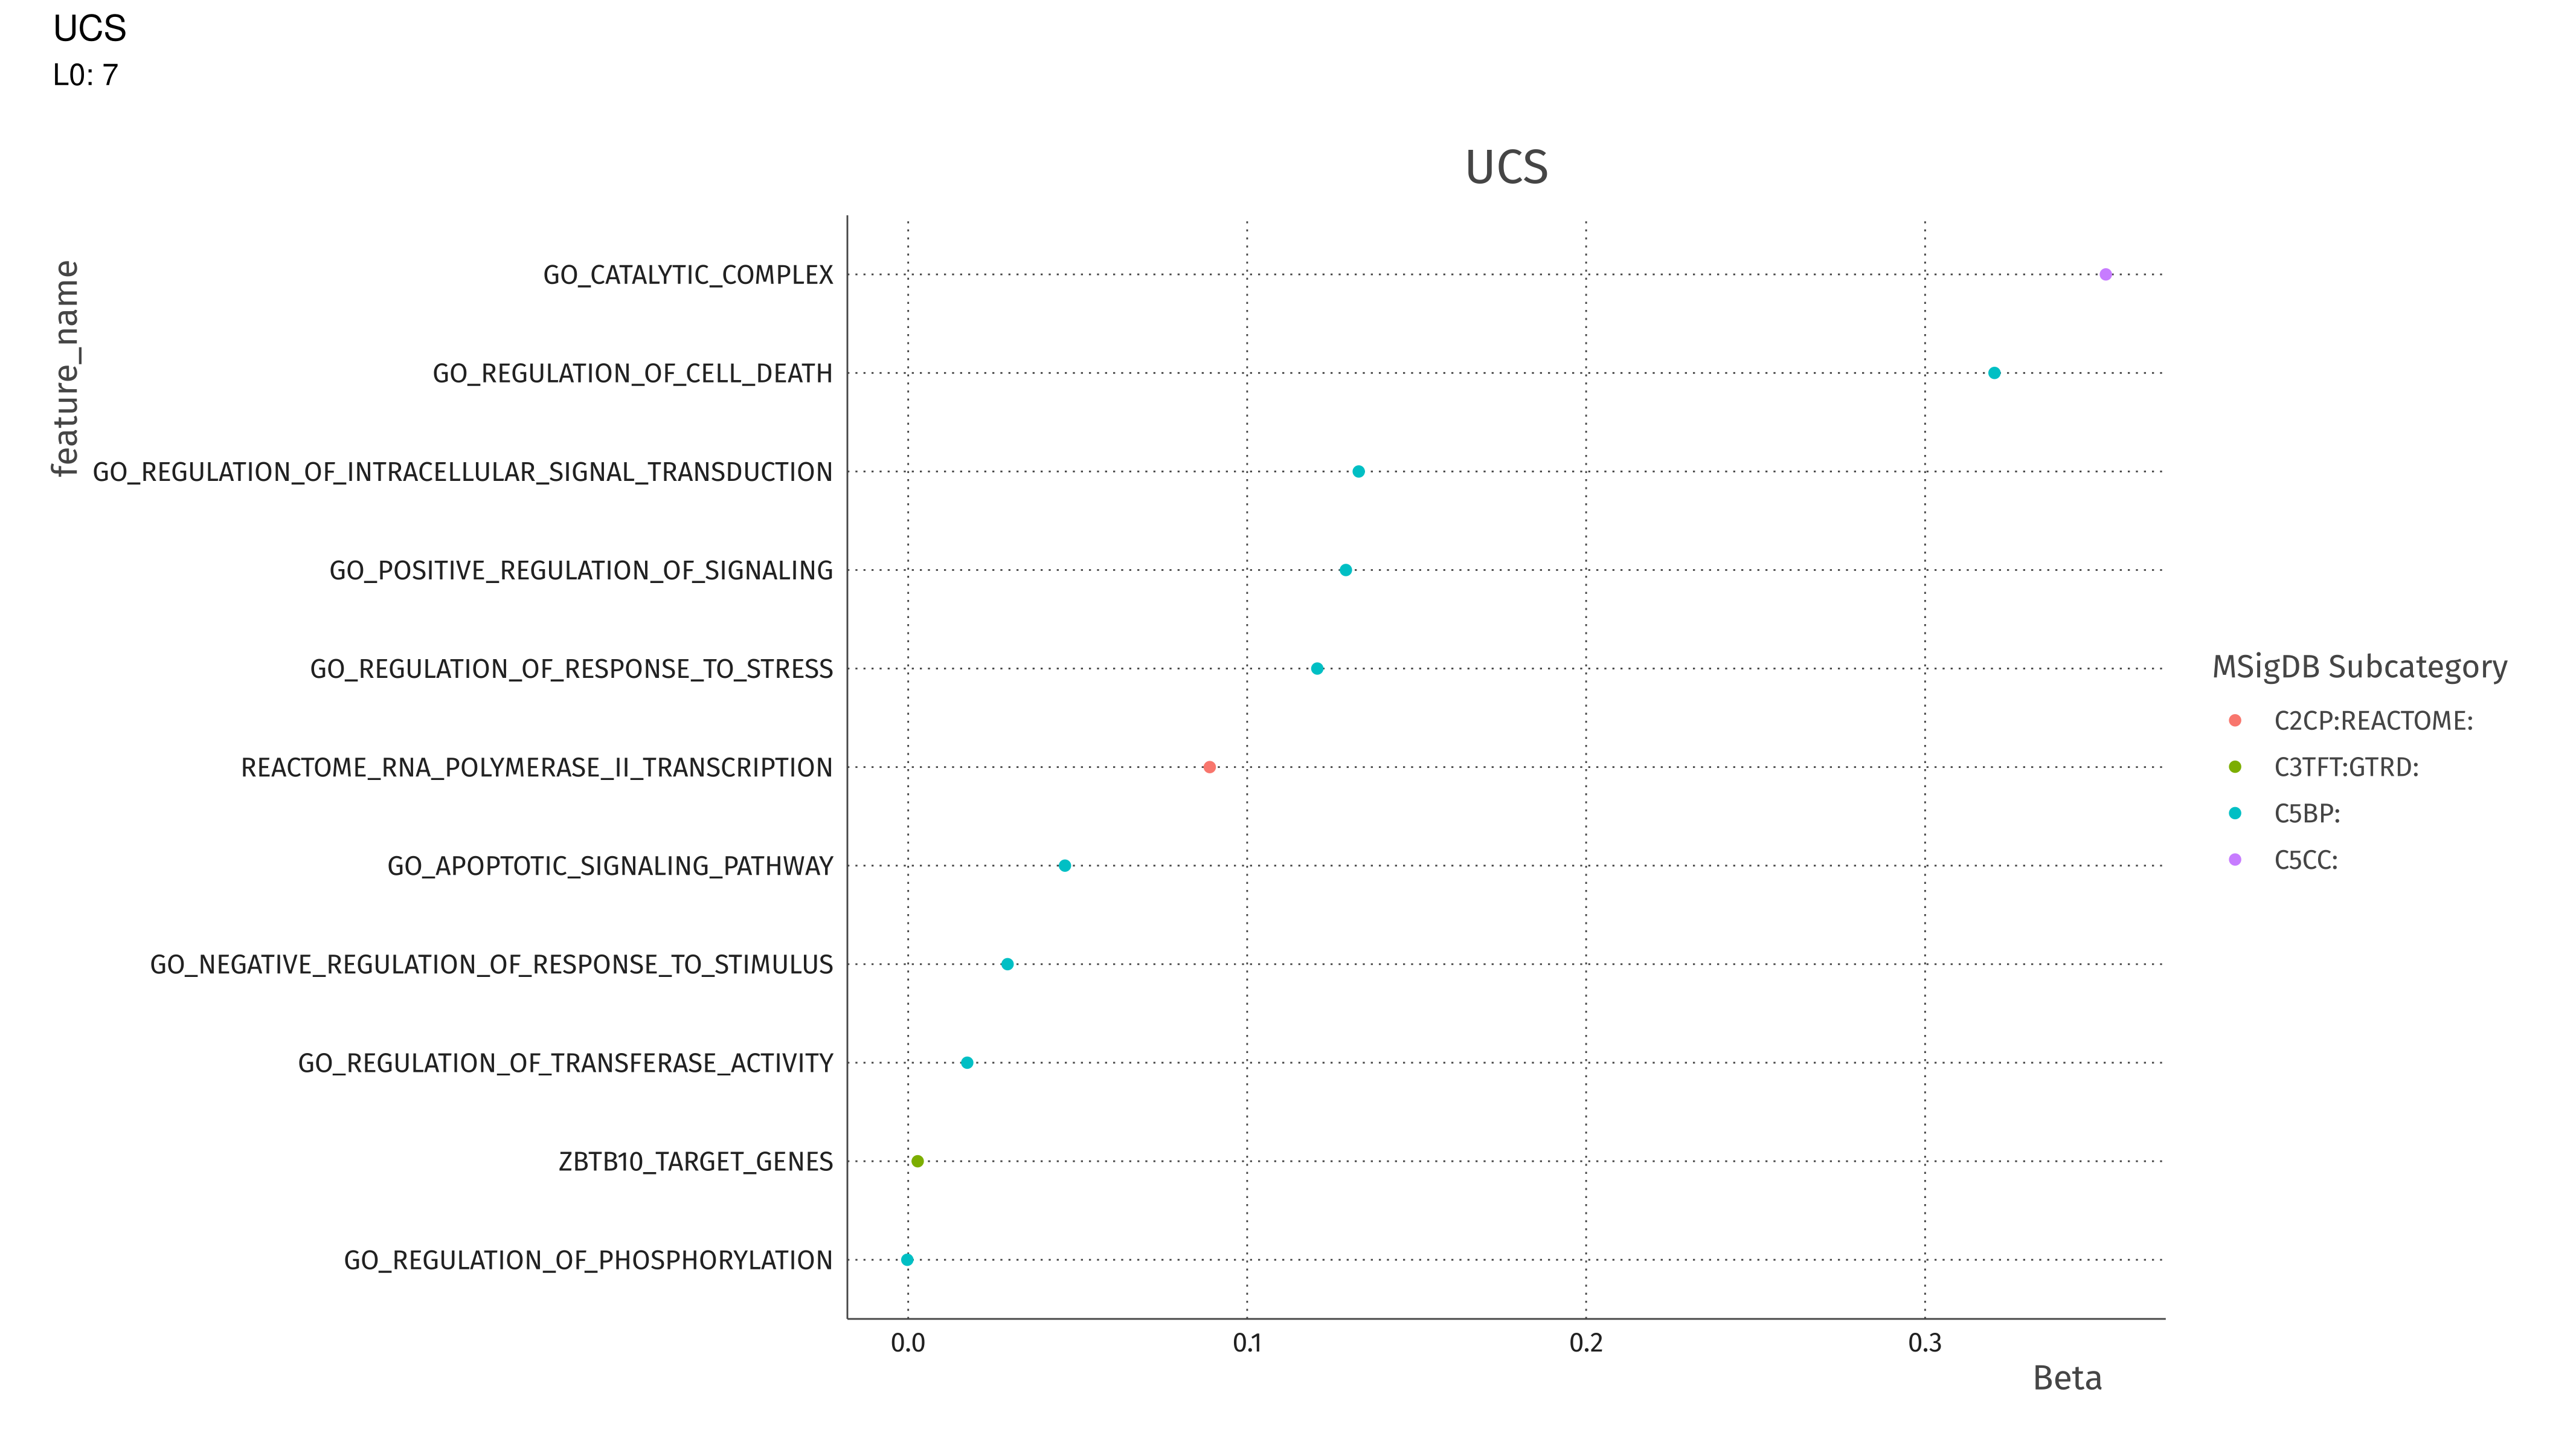 UCS
L0: 7
UCS
feature_name
GO_CATALYTIC_COMPLEX
GO_REGULATION_OF_CELL_DEATH
GO_REGULATION_OF_INTRACELLULAR_SIGNAL_TRANSDUCTION
GO_POSITIVE_REGULATION_OF_SIGNALING
GO_REGULATION_OF_RESPONSE_TO_STRESS
REACTOME_RNA_POLYMERASE_II_TRANSCRIPTION
GO_APOPTOTIC_SIGNALING_PATHWAY
GO_NEGATIVE_REGULATION_OF_RESPONSE_TO_STIMULUS
GO_REGULATION_OF_TRANSFERASE_ACTIVITY
ZBTB10_TARGET_GENES
GO_REGULATION_OF_PHOSPHORYLATION
0.0 0.1 0.2 0.3
Beta
MSigDB Subcategory
C2CP:REACTOME:
C3TFT:GTRD:
C5BP:
C5CC: